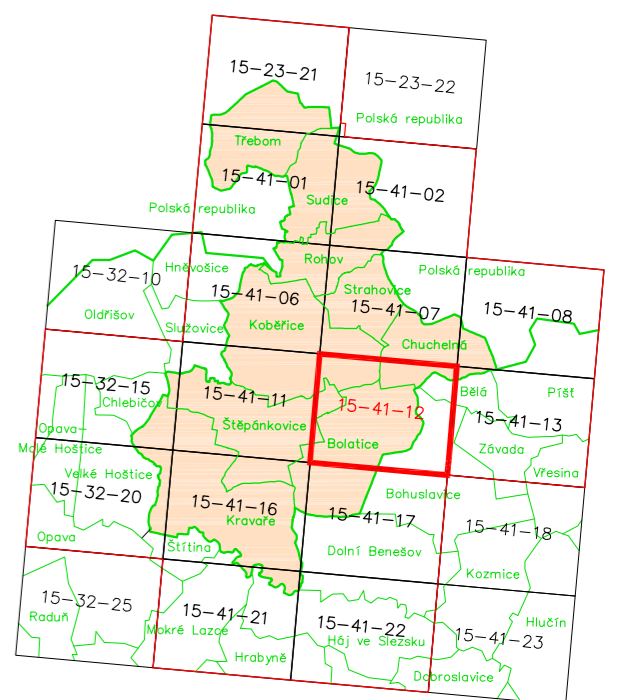 15-23-21
15-23-22
Polská republika
Třebom
15-41-01
15-41-02
Sudice
Polská republika
Rohov
Polská republika
15-32-10
Hněvošice
15-41-06
Strahovice
15-41-07
15-41-08
Oldřišov
Služovice
Kobeřice
Chuchelná
15-32-15
Chlebičov
15-41-11
15-41-12
Bělá
Píšť
15-41-13
Štěpánkovice
Opava-
Malé Hoštice
Bolatice
Závada
Vřesina
Velké Hoštice
15-32-20
15-41-16
Bohuslavice
Kravaře
15-41-17
15-41-18
Opava
Štítina
Dolní Benešov
Kozmice
15-32-25
Raduň
15-41-21
Mokré Lazce
15-41-22
Háj ve Slezsku
15-41-23
Hlučín
Hrabyně
Dobroslavice